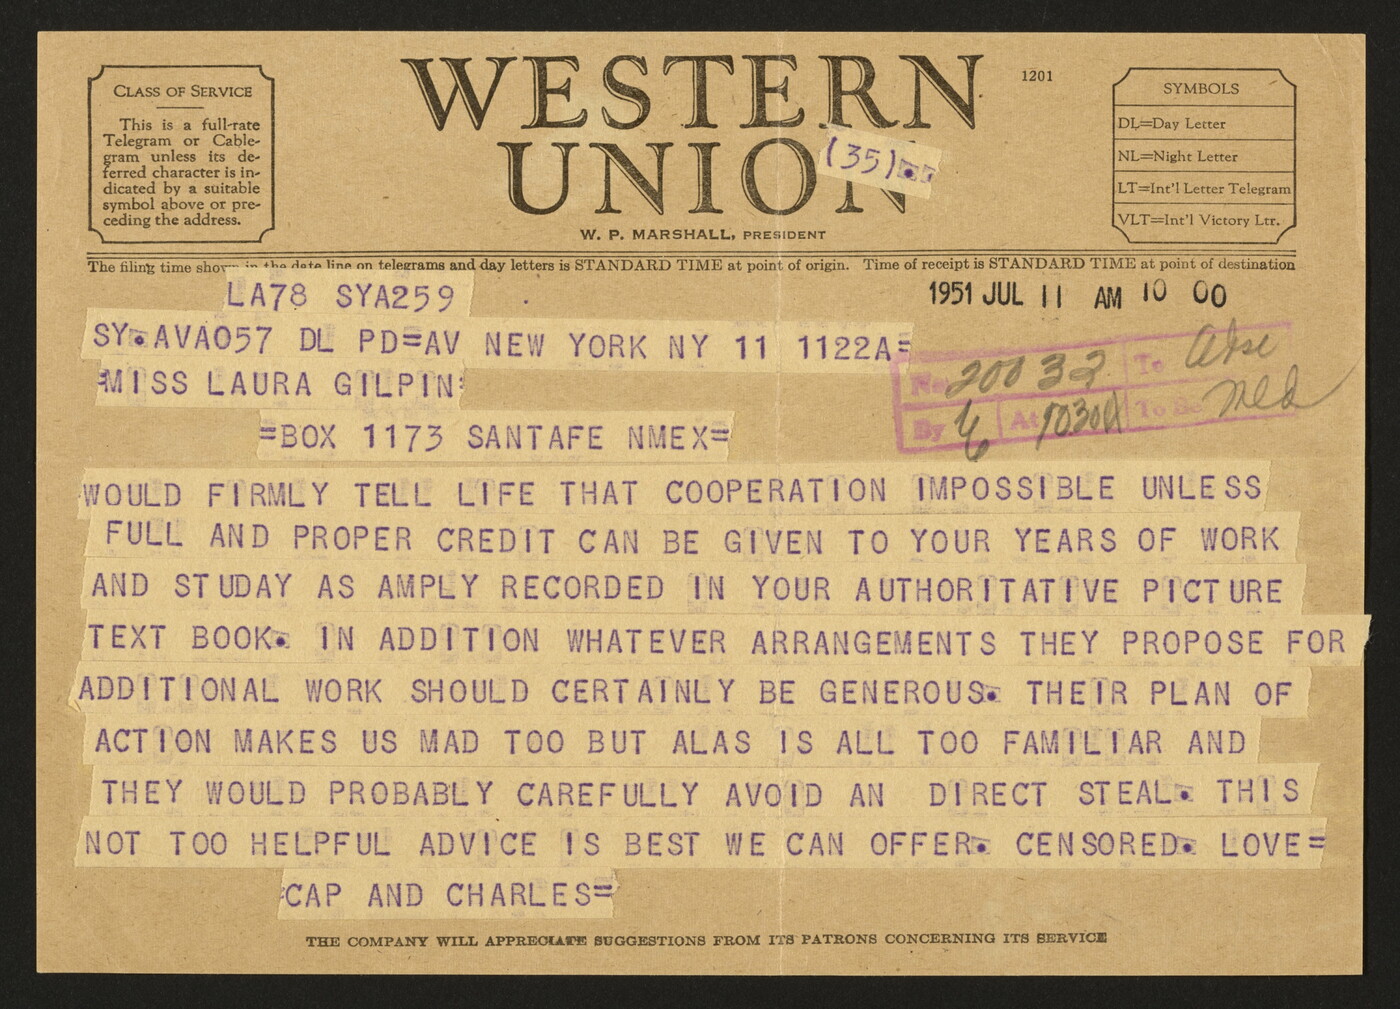 CLASS OF SERVICE
This is a full-rate
Telegram or Cable-
gram unless its de-
ferred character is in-
dicated by a suitable
symbol above or pre-
ceding the address.
WESTERN
UNION
1201
(35)..
W. P. MARSHALL, PRESIDENT
SYMBOLS
DL=Day Letter
NL=Night Letter
LT=Int'l Letter Telegram
VLT=Int'l Victory Ltr.
The filing time shown in the date line on telegrams and day letters is STANDARD TIME at point of origin. Time of receipt is STANDARD TIME at point of destination
LA78 SYA259
1951 JUL 11 AM 10 00
SY.AVA057 DL PD=AV NEW YORK NY 11 1122A=
=MISS LAURA GILPIN=
=BOX 1173 SANTAFE NMEX=
No. 20032 To
By At 1030A To Be Mld
WOULD FIRMLY TELL LIFE THAT COOPERATION IMPOSSIBLE UNLESS
FULL AND PROPER CREDIT CAN BE GIVEN TO YOUR YEARS OF WORK
AND STUDAY AS AMPLY RECORDED IN YOUR AUTHORITATIVE PICTURE
TEXT BOOK. IN ADDITION WHATEVER ARRANGEMENTS THEY PROPOSE FOR
ADDITIONAL WORK SHOULD CERTAINLY BE GENEROUS. THEIR PLAN OF
ACTION MAKES US MAD TOO BUT ALAS IS ALL TOO FAMILIAR AND
THEY WOULD PROBABLY CAREFULLY AVOID AN DIRECT STEAL. THIS
NOT TOO HELPFUL ADVICE IS BEST WE CAN OFFER. CENSORED. LOVE=
=CAP AND CHARLES=
THE COMPANY WILL APPRECIATE SUGGESTIONS FROM ITS PATRONS CONCERNING ITS SERVICE